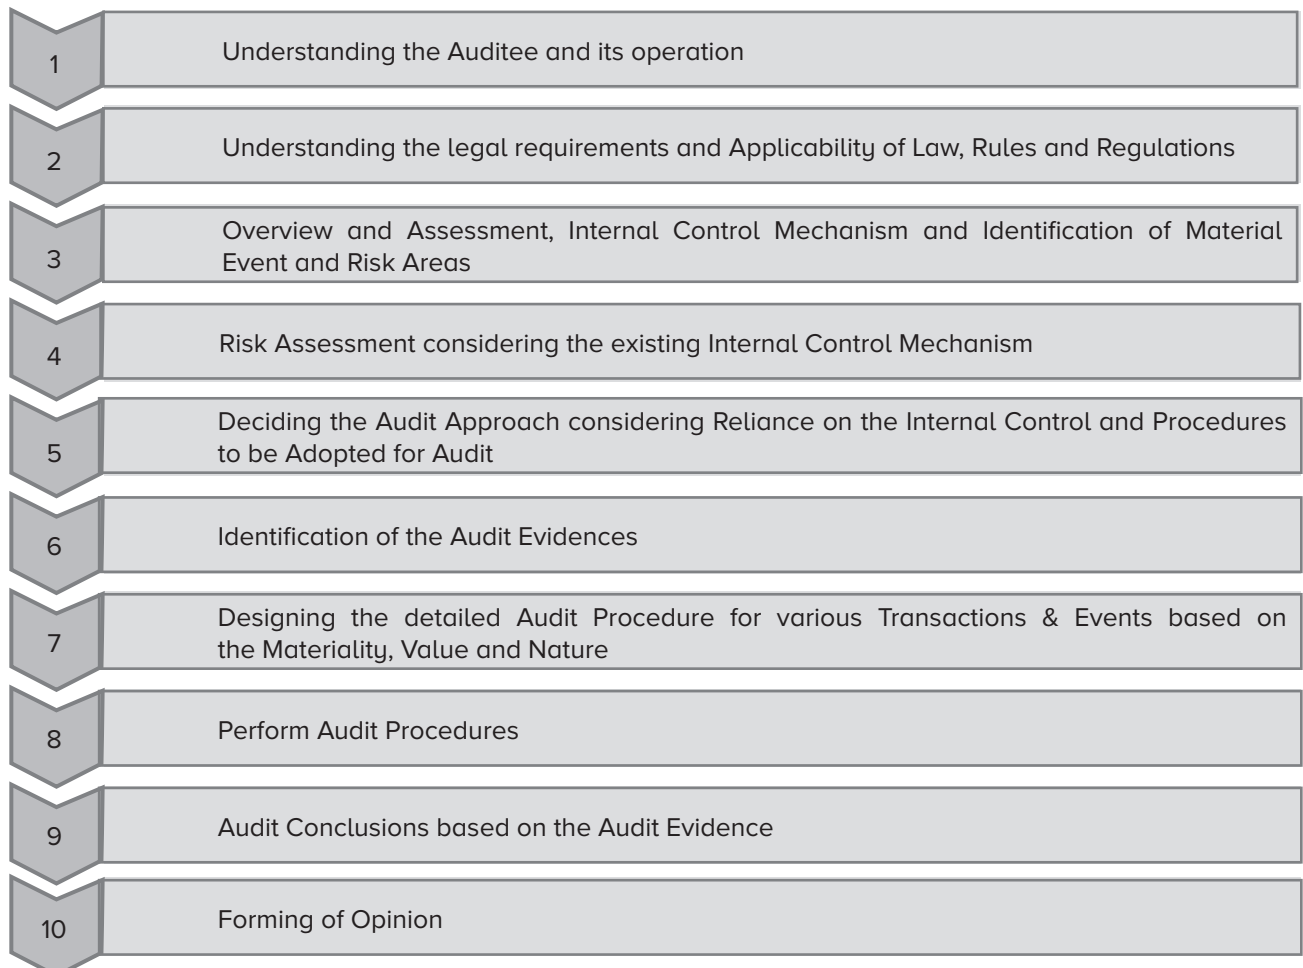 1
Understanding the Auditee and its operation
2
Understanding the legal requirements and Applicability of Law, Rules and Regulations
3
Overview and Assessment, Internal Control Mechanism and Identification of Material
Event and Risk Areas
4
Risk Assessment considering the existing Internal Control Mechanism
5
Deciding the Audit Approach considering Reliance on the Internal Control and Procedures
to be Adopted for Audit
6
Identification of the Audit Evidences
7
Designing the detailed Audit Procedure for various Transactions & Events based on
the Materiality, Value and Nature
8
Perform Audit Procedures
9
Audit Conclusions based on the Audit Evidence
10
Forming of Opinion